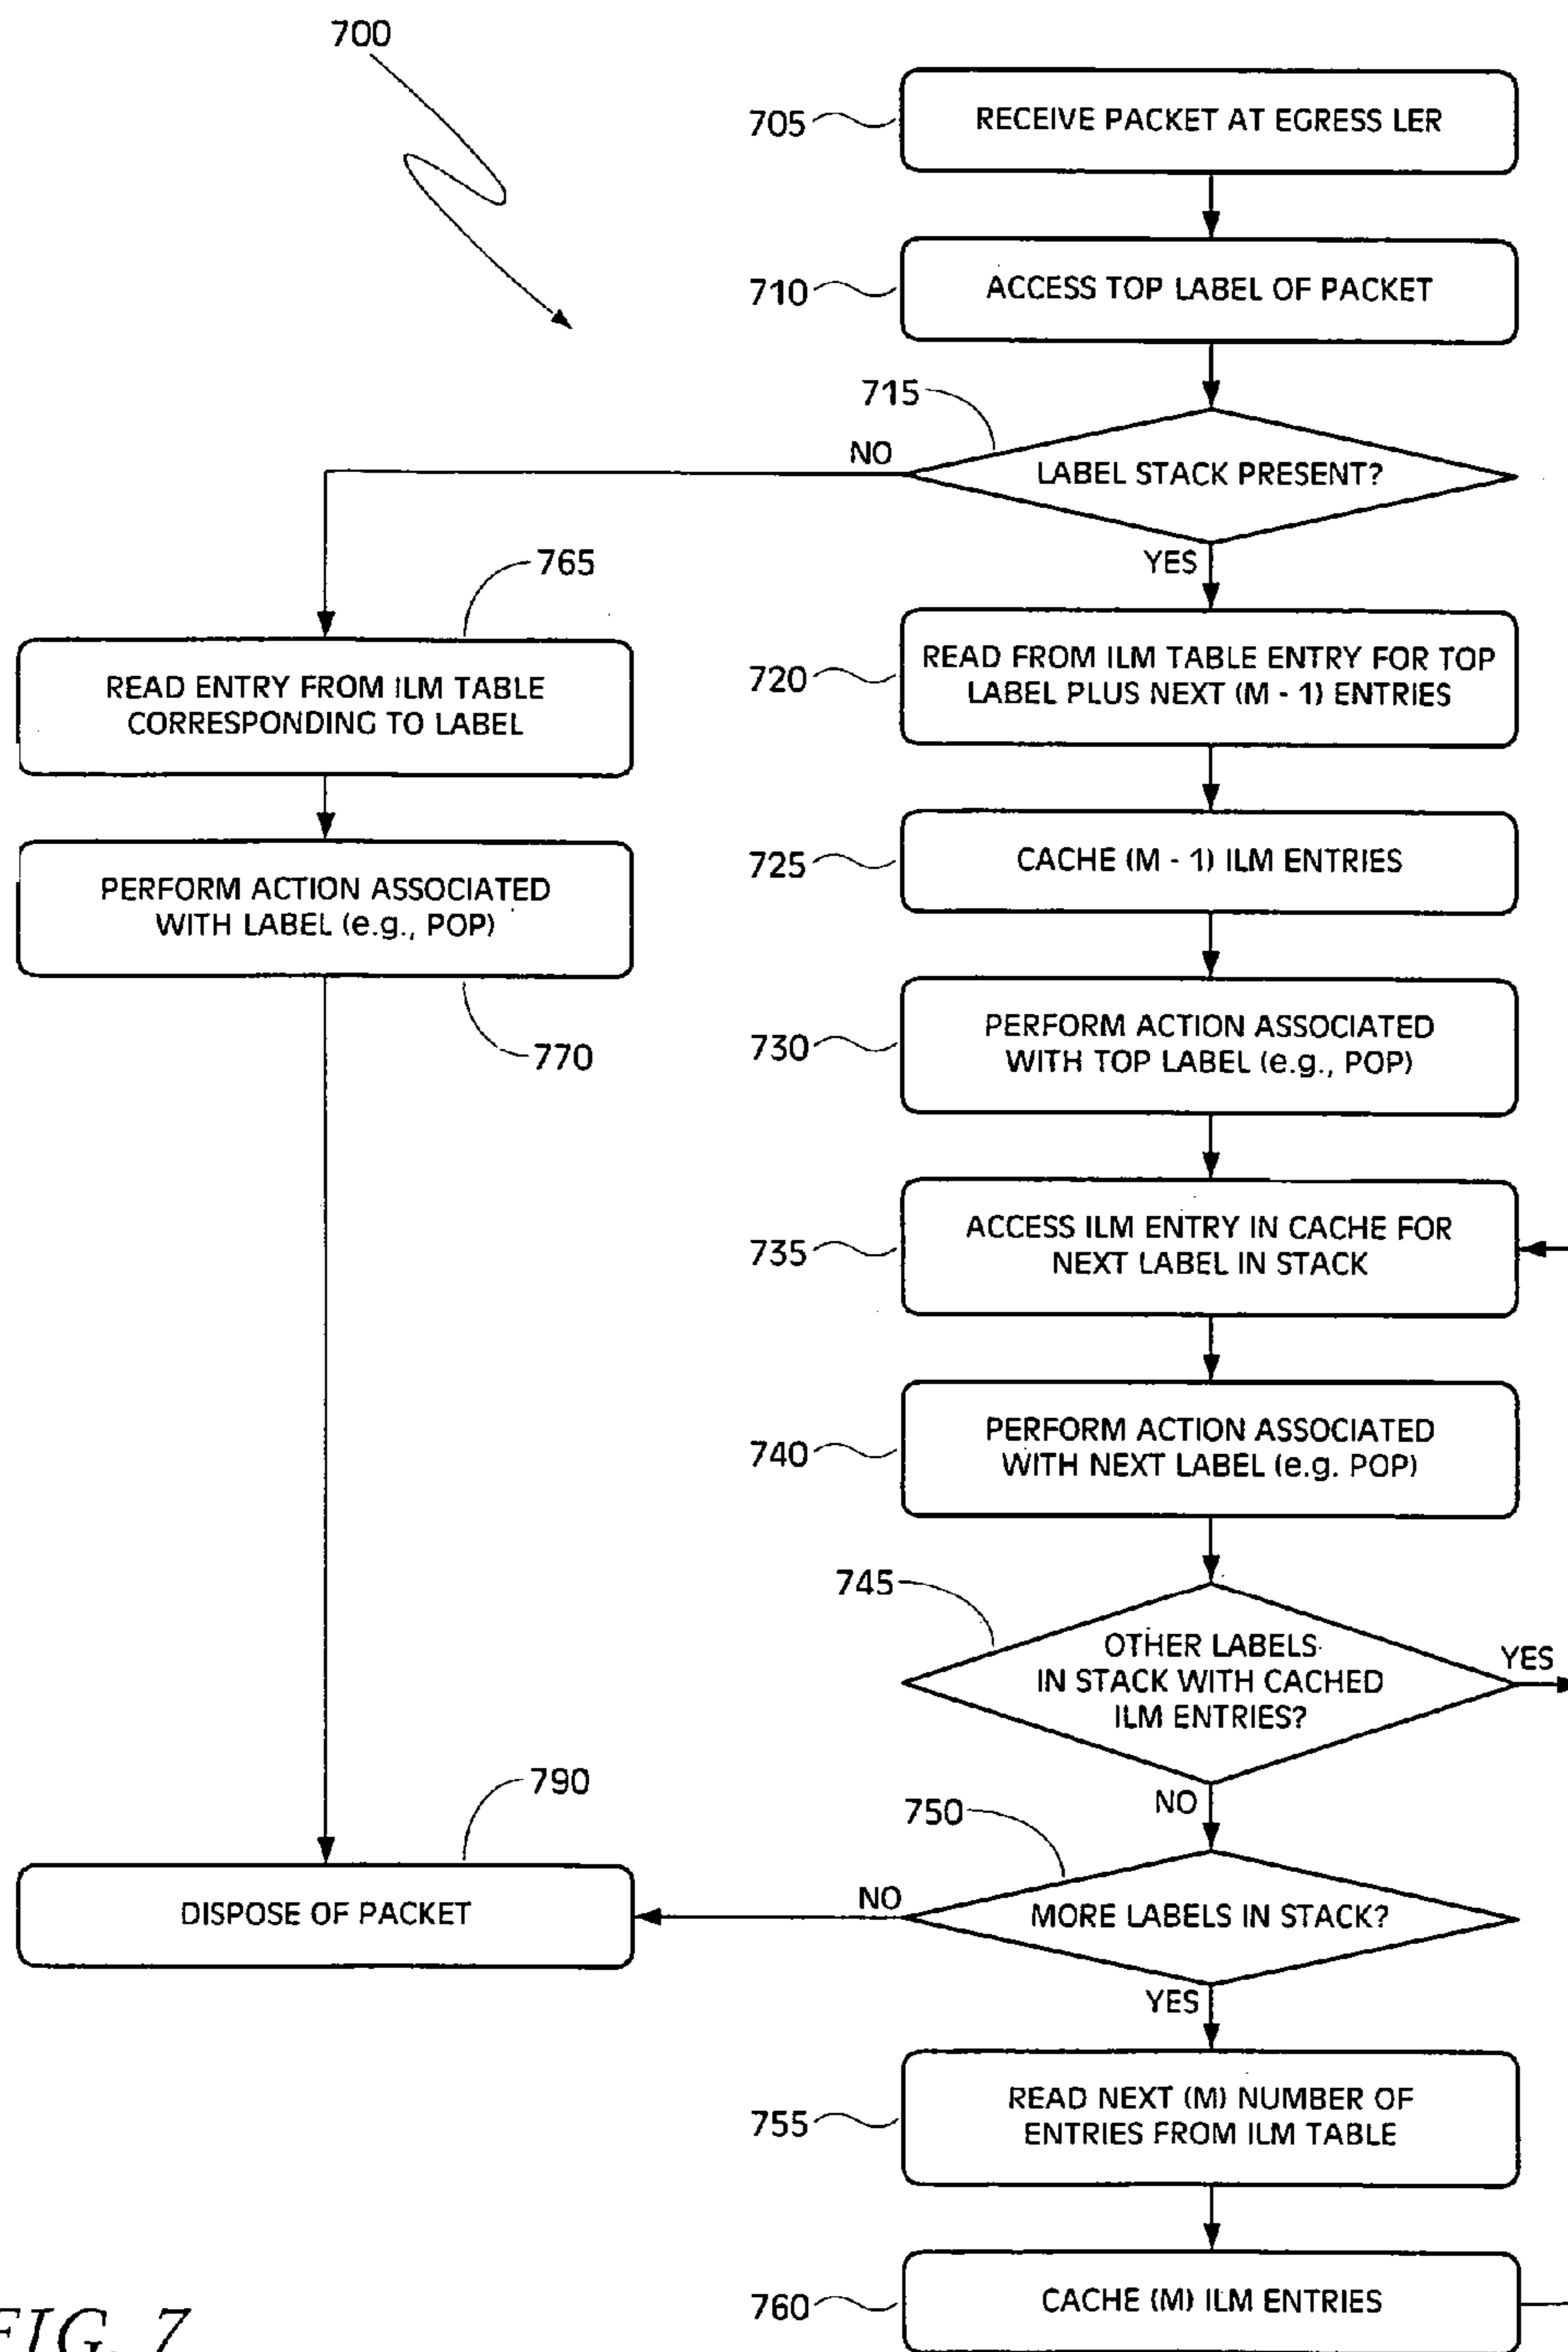 700
705
RECEIVE PACKET AT EGRESS LER
710
ACCESS TOP LABEL OF PACKET
715
NO
LABEL STACK PRESENT?
YES
765
READ ENTRY FROM ILM TABLE
CORRESPONDING TO LABEL
720
READ FROM ILM TABLE ENTRY FOR TOP
LABEL PLUS NEXT (M - 1) ENTRIES
725
CACHE (M - 1) ILM ENTRIES
PERFORM ACTION ASSOCIATED
WITH LABEL (e.g., POP)
770
730
PERFORM ACTION ASSOCIATED
WITH TOP LABEL (e.g., POP)
735
ACCESS ILM ENTRY IN CACHE FOR
NEXT LABEL IN STACK
740
PERFORM ACTION ASSOCIATED
WITH NEXT LABEL (e.g. POP)
745
OTHER LABELS
IN STACK WITH CACHED
ILM ENTRIES?
YES
NO
790
750
DISPOSE OF PACKET
NO
MORE LABELS IN STACK?
YES
755
READ NEXT (M) NUMBER OF
ENTRIES FROM ILM TABLE
760
CACHE (M) ILM ENTRIES
FIG. 7